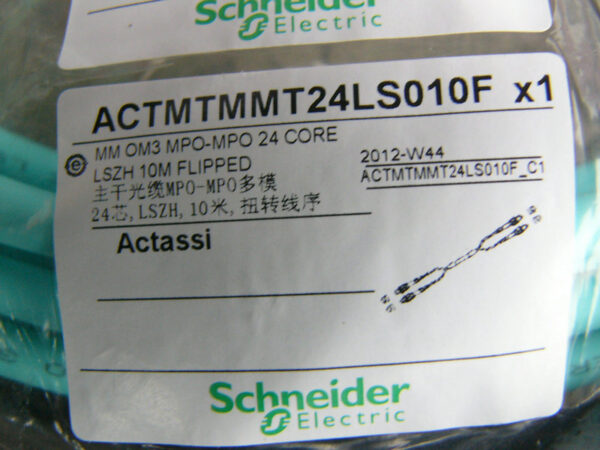 Schneider
Electric
ACTMTMMT24LS010F x1
MM OM3 MPO-MPO 24 CORE
LSZH 10M FLIPPED
主干光缆MPO-MPO多模
24芯,LSZH,10米,扭转线序
2012-W44
ACTMTMMT24LS010F_C1
Actassi
Schneider
Electric